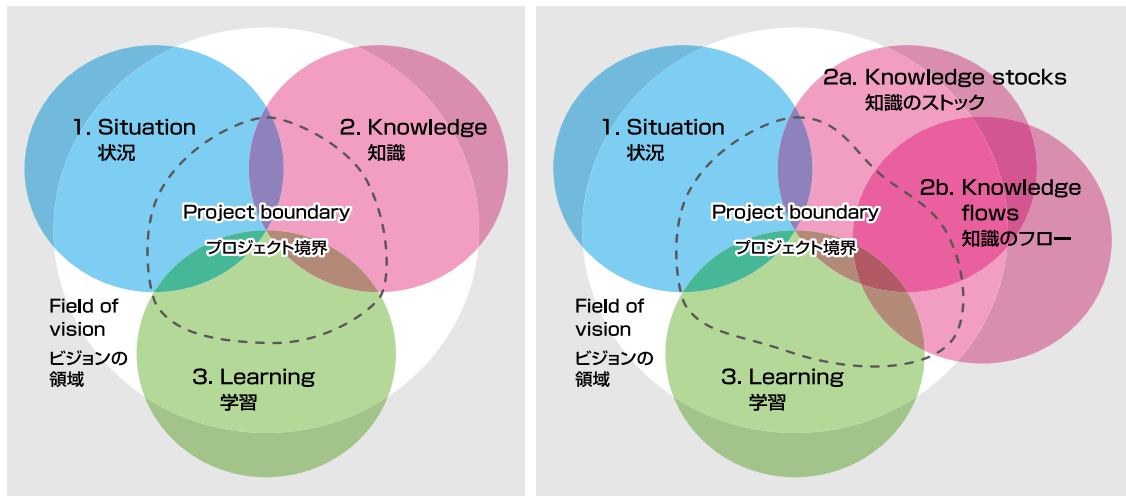 1. Situation
状況
2. Knowledge
知識
Project boundary
プロジェクト境界
Field of
vision
ビジョンの
領域
3. Learning
学習
2a. Knowledge stocks
知識のストック
1. Situation
状況
2b. Knowledge
flows
知識のフロー
Project boundary
プロジェクト境界
Field of
vision
ビジョンの
領域
3. Learning
学習